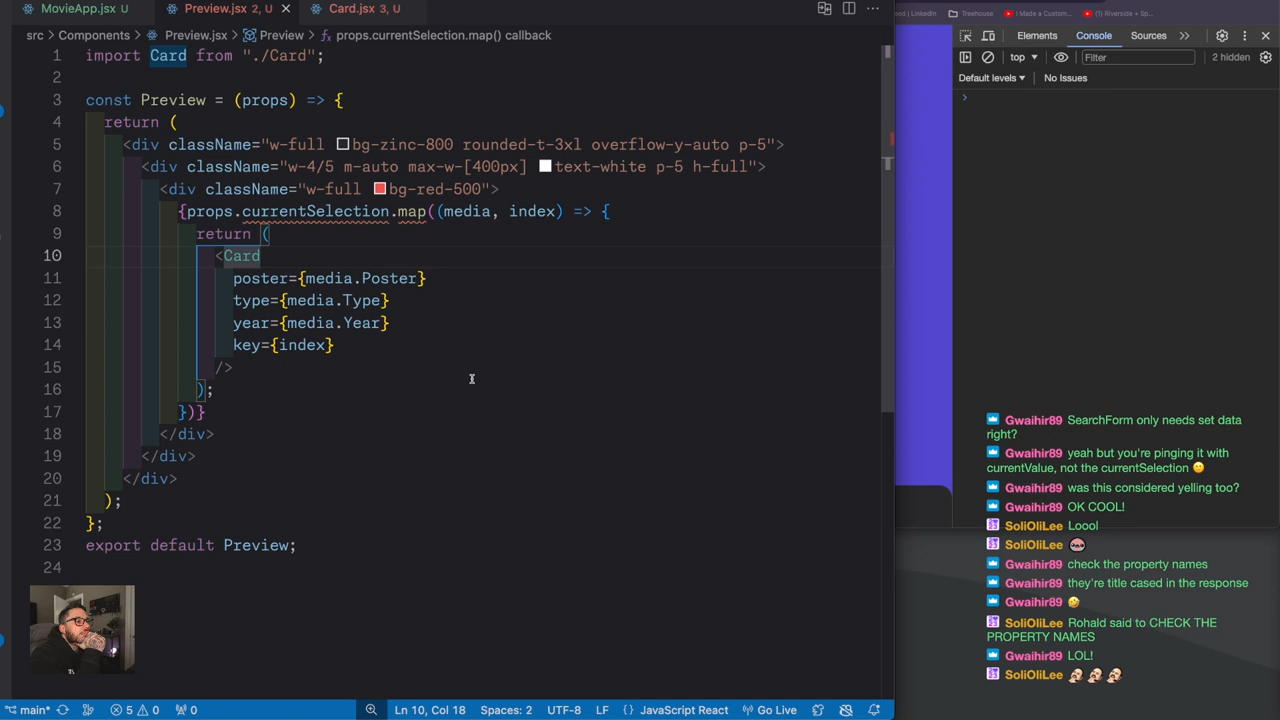 MovieApp.jsx U
Preview.jsx 2, U
Card.jsx 3, U
src > Components > Preview.jsx > Preview > props.currentSelection.map() callback
1 import Card from "./Card";
2
3 const Preview = (props) => {
4 return (
5 <div className="w-full bg-zinc-800 rounded-t-3xl overflow-y-auto p-5">
6 <div className="w-4/5 m-auto max-w-[400px] text-white p-5 h-full">
7 <div className="w-full bg-red-500">
8 {props.currentSelection.map((media, index) => {
9 return (
10 <Card
11 poster={media.Poster}
12 type={media.Type}
13 year={media.Year}
14 key={index}
15 />
16 );
17 })}
18 </div>
19 </div>
20 </div>
21 );
22 };
23 export default Preview;
24
main* 5 0 0 Ln 10, Col 18 Spaces: 2 UTF-8 LF {} JavaScript React Go Live
LinkedIn Treehouse I Made a Custom... (1) Riverside + Sp...
Elements Console Sources
top Filter 2 hidden
Default levels No Issues
Gwaihir89 SearchForm only needs set data
right?
Gwaihir89 yeah but you're pinging it with
currentValue, not the currentSelection
Gwaihir89 was this considered yelling too?
Gwaihir89 OK COOL!
SoliOliLee Loool
SoliOliLee
Gwaihir89 check the property names
Gwaihir89 they're title cased in the response
Gwaihir89
SoliOliLee Rohald said to CHECK THE
PROPERTY NAMES
Gwaihir89 LOL!
SoliOliLee